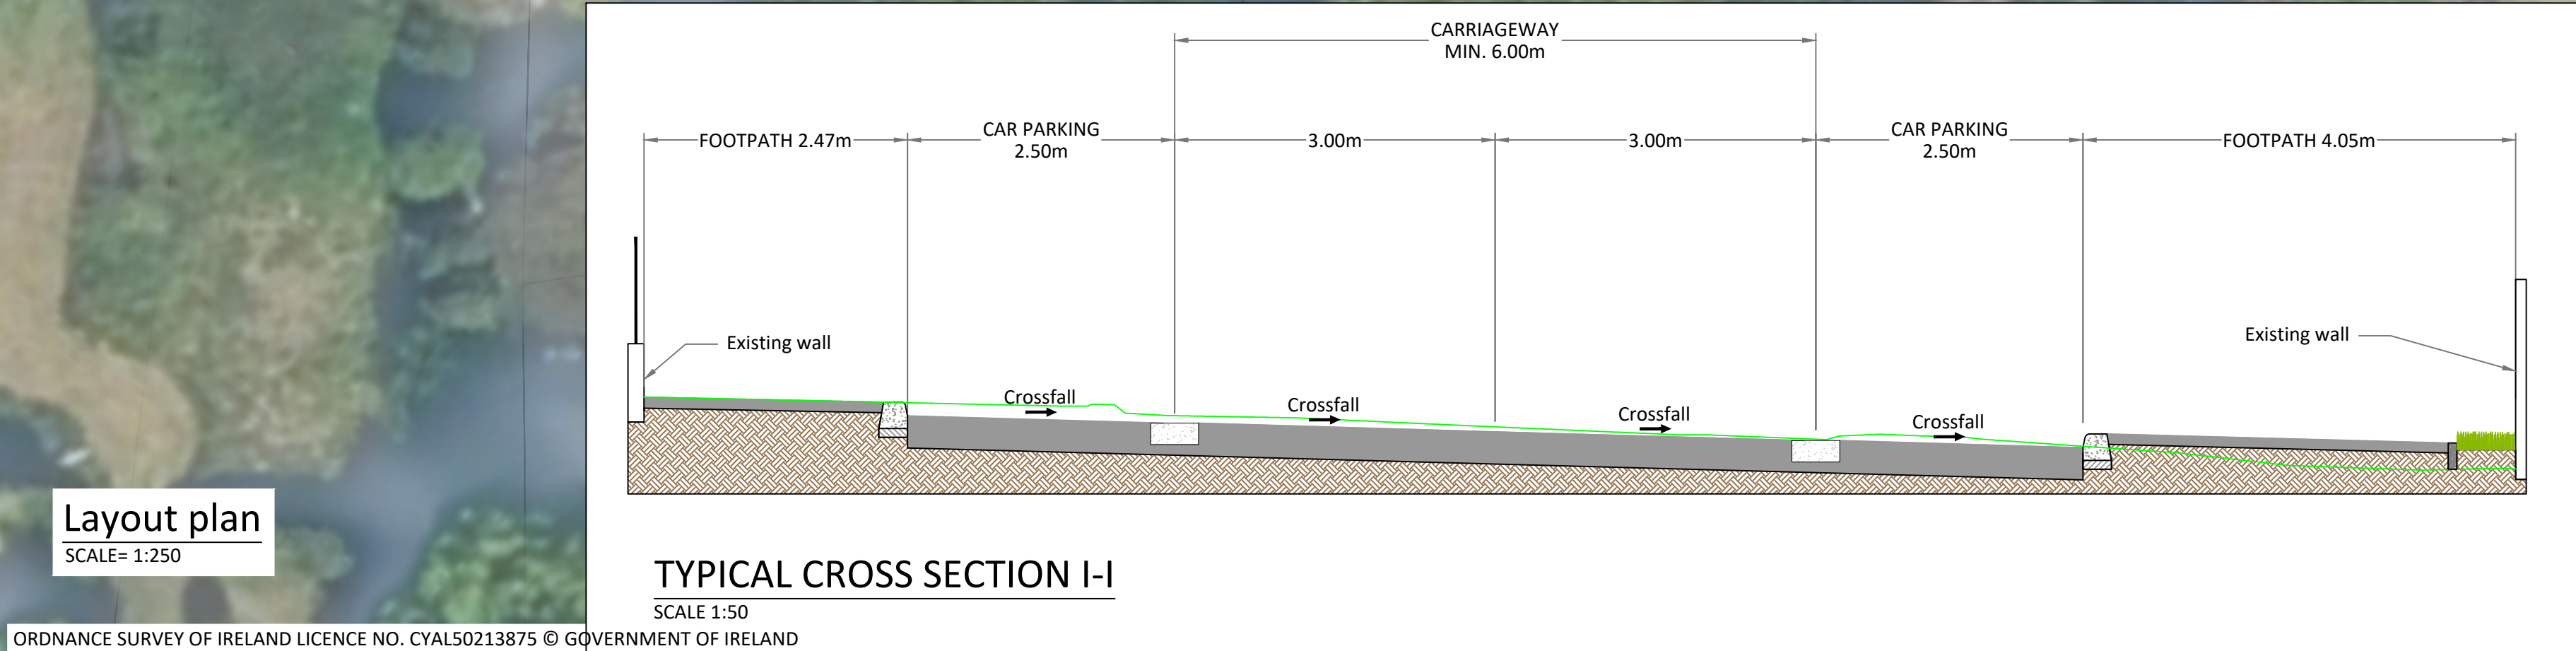 CARRIAGEWAY
MIN. 6.00m
FOOTPATH 2.47m
CAR PARKING
2.50m
3.00m
3.00m
CAR PARKING
2.50m
FOOTPATH 4.05m
Existing wall
Existing wall
Crossfall
Crossfall
Crossfall
Crossfall
Layout plan
SCALE= 1:250
TYPICAL CROSS SECTION I-I
SCALE 1:50
ORDNANCE SURVEY OF IRELAND LICENCE NO. CYAL50213875 © GOVERNMENT OF IRELAND